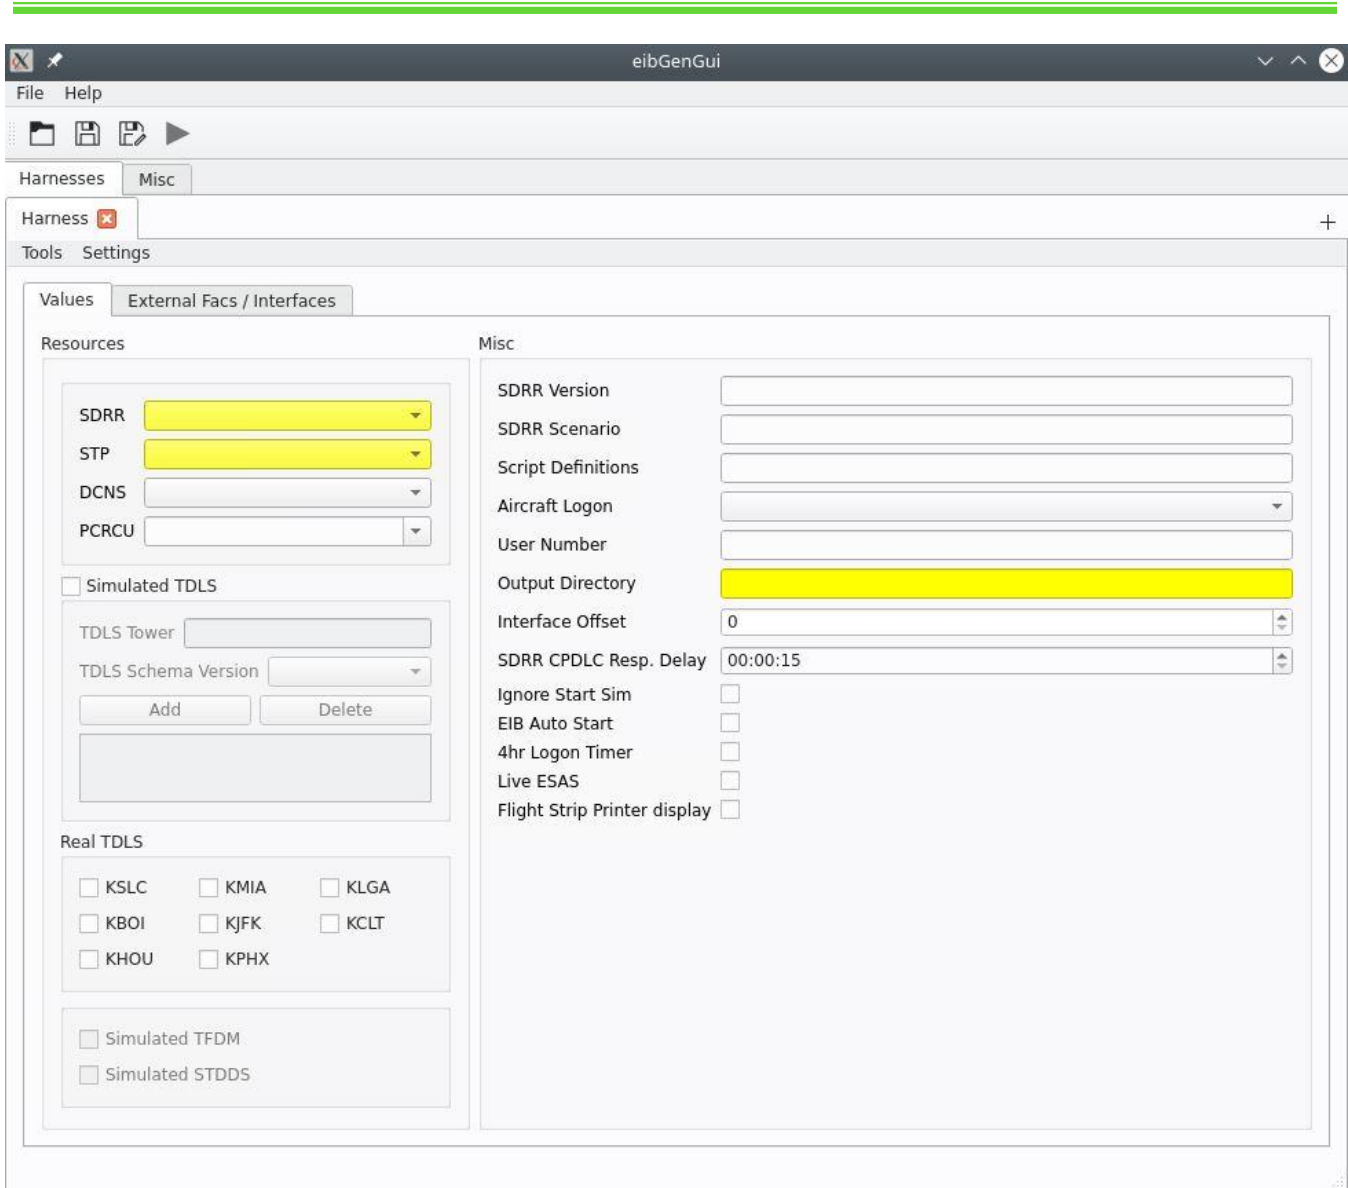 eibGenGui
File Help
Harnesses Misc
Harness
Tools Settings
Values External Facs / Interfaces
Resources
SDRR
STP
DCNS
PCRCU
Simulated TDLS
TDLS Tower
TDLS Schema Version
Add Delete
Real TDLS
KSLC KMIA KLGA
KBOI KJFK KCLT
KHOU KPHX
Simulated TFDM
Simulated STDDS
Misc
SDRR Version
SDRR Scenario
Script Definitions
Aircraft Logon
User Number
Output Directory
Interface Offset 0
SDRR CPDLC Resp. Delay 00:00:15
Ignore Start Sim
EIB Auto Start
4hr Logon Timer
Live ESAS
Flight Strip Printer display